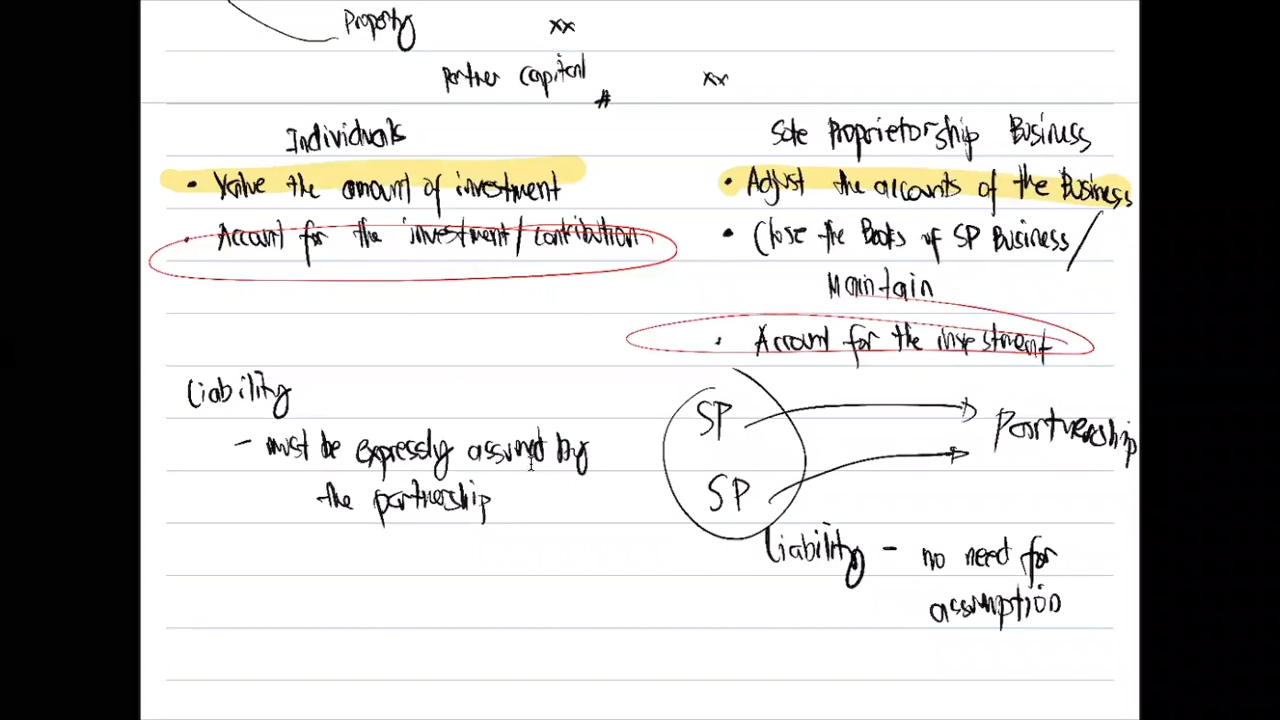 Property xx
Partner capital xx
Individuals
• Value the amount of investment
• Account for the investment/contribution
Sole Proprietorship Business
• Adjust the accounts of the Business
• Close the Books of SP Business/
Maintain
• Account for the investment
Liability
- must be expressly assumed by
the partnership
SP
SP
Partnership
Liability - no need for
assumption